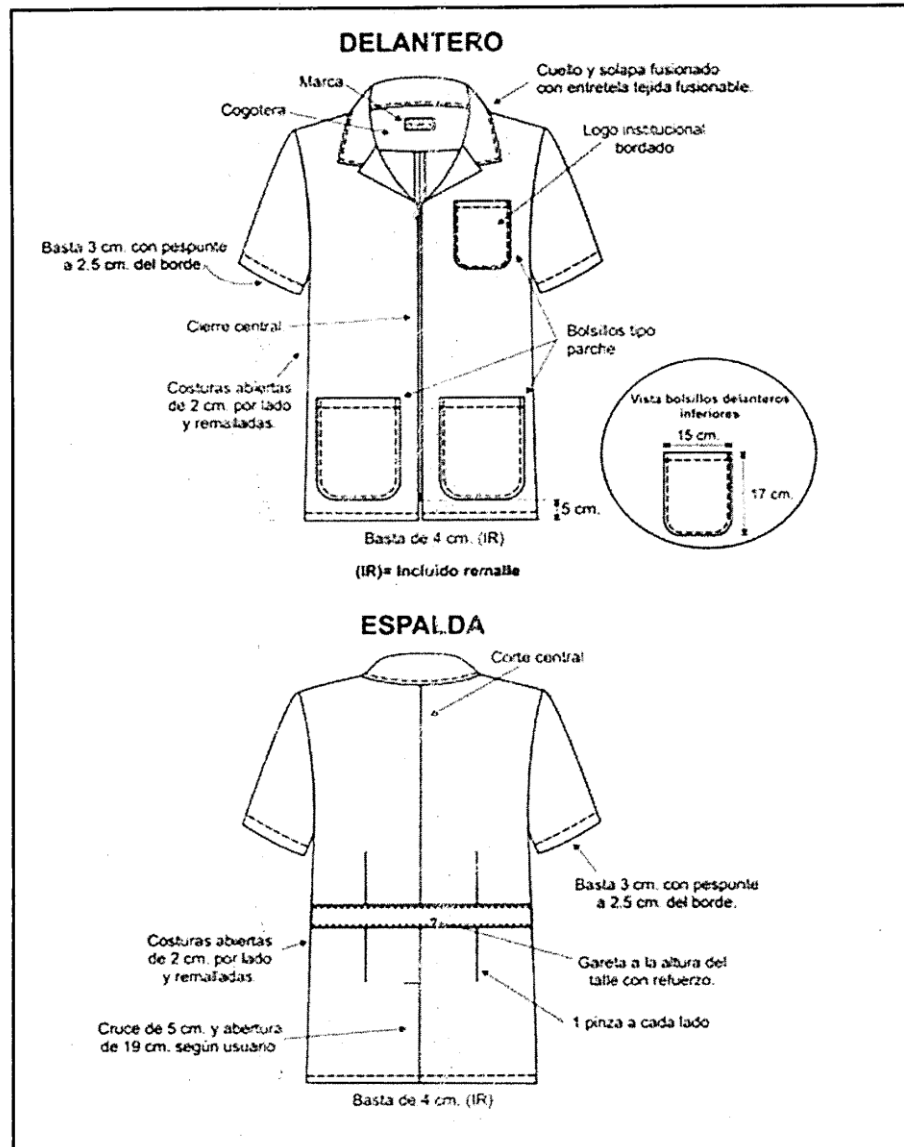 DELANTERO
Marca
Cogotera
Cuello y solapa fusionado
con entretela tejida fusionable.
Logo institucional
bordado
Basta 3 cm. con pespunte
a 2.5 cm. del borde
Cierre central
Bolsillos tipo
parche
Costuras abiertas
de 2 cm. por lado
y remalladas.
Vista bolsillos delanteros
inferiores
15 cm.
17 cm.
5 cm.
Basta de 4 cm. (IR)
(IR)= Incluido remalle
ESPALDA
Corte central
Basta 3 cm. con pespunte
a 2.5 cm. del borde.
Costuras abiertas
de 2 cm. por lado
y remalladas.
Gareta a la altura del
talle con refuerzo.
1 pinza a cada lado
Cruce de 5 cm. y abertura
de 19 cm. según usuario
Basta de 4 cm. (IR)